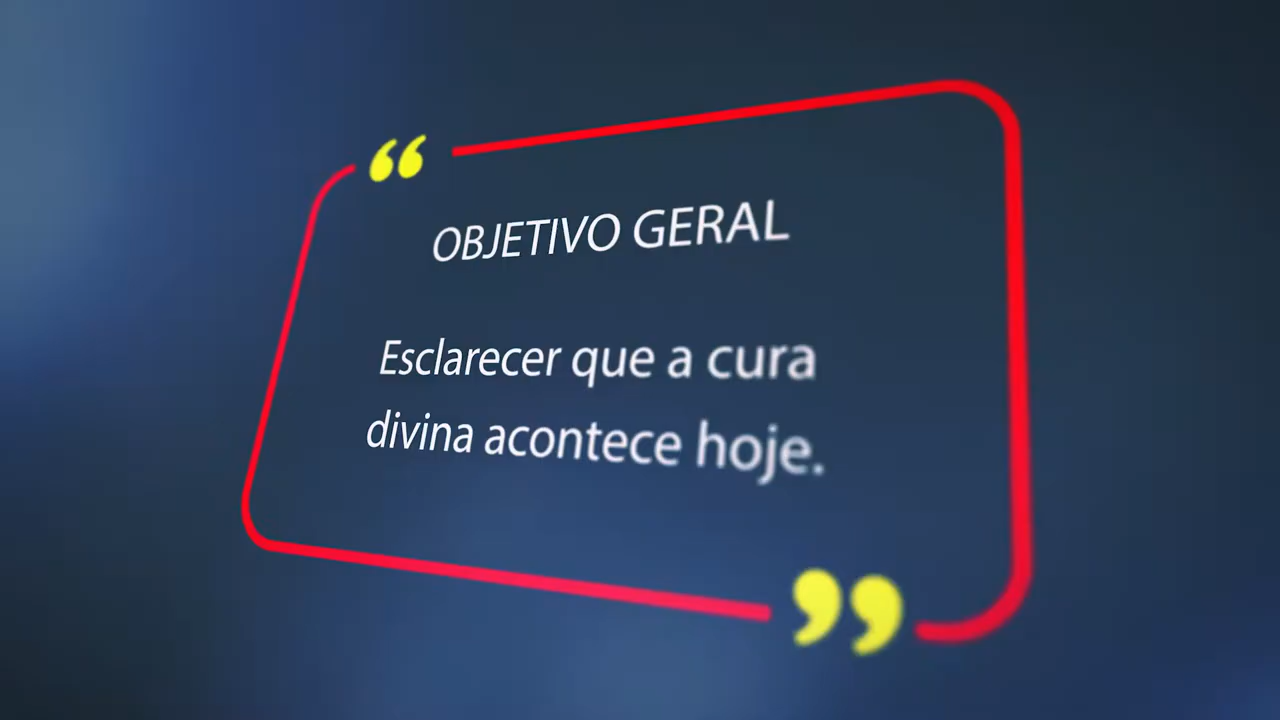 “
OBJETIVO GERAL
Esclarecer que a cura
divina acontece hoje.
”